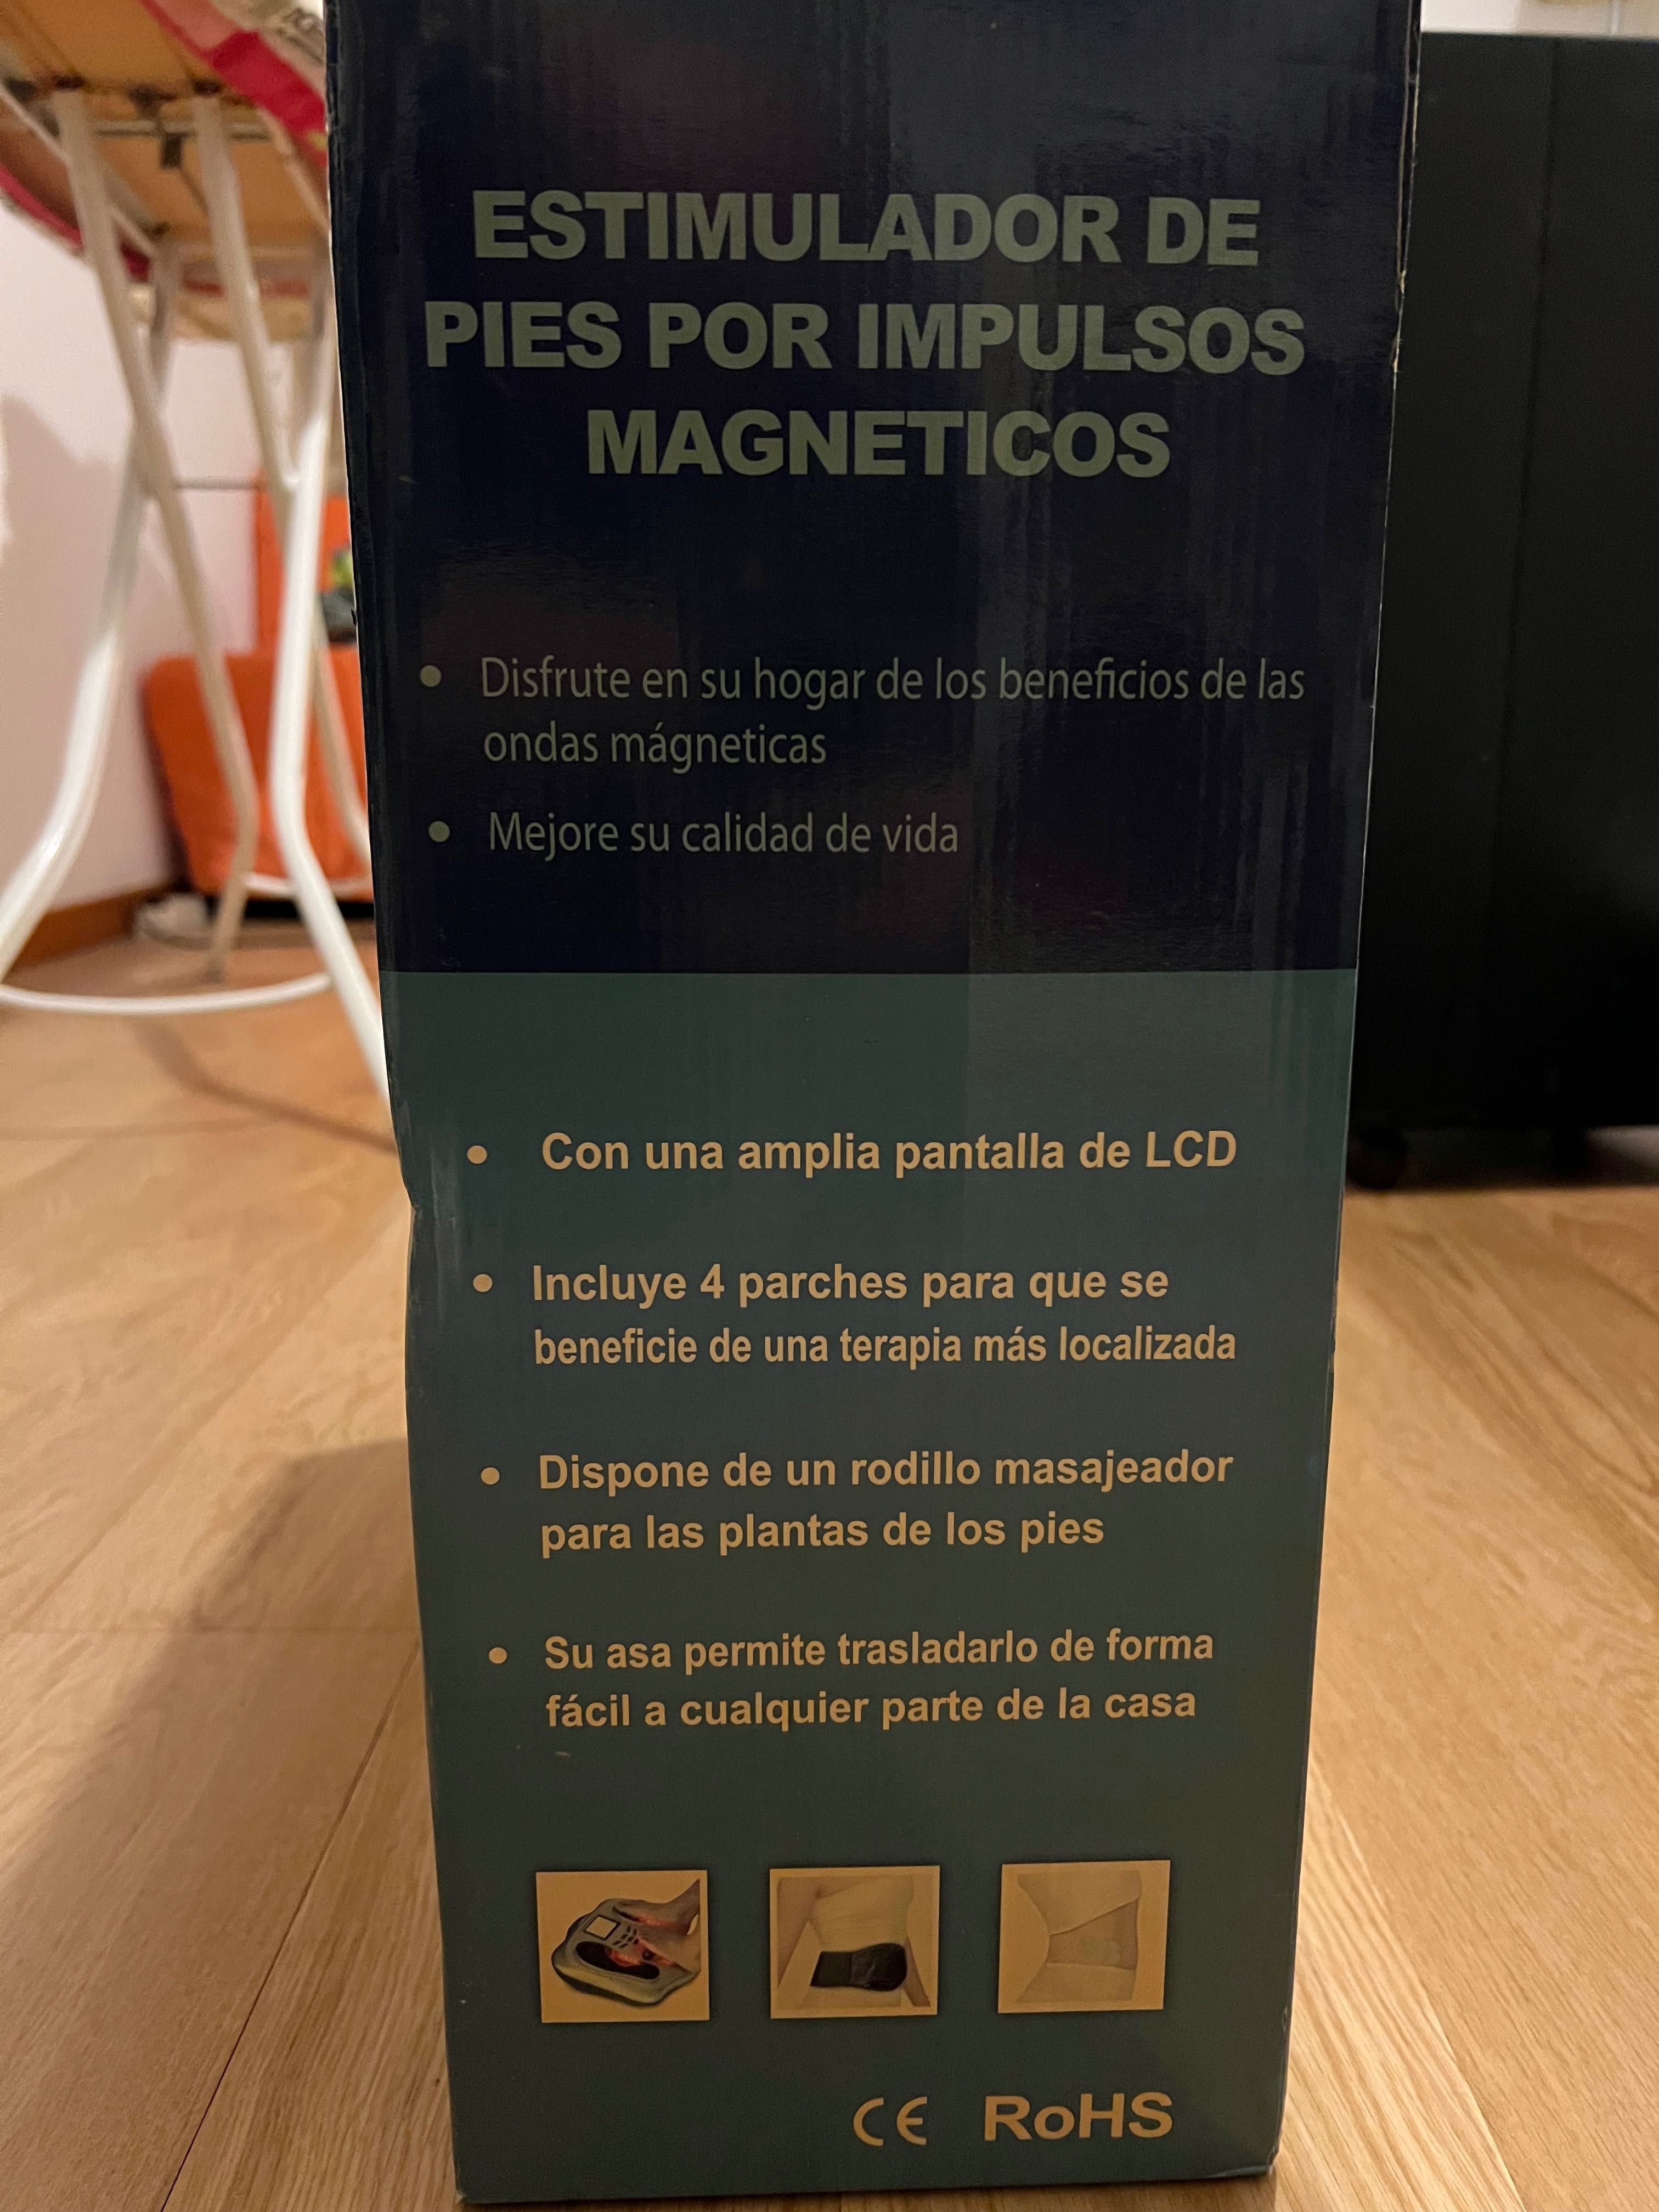 ESTIMULADOR DE
PIES POR IMPULSOS
MAGNETICOS
• Disfrute en su hogar de los beneficios de las
ondas mágneticas
• Mejore su calidad de vida
• Con una amplia pantalla de LCD
• Incluye 4 parches para que se
beneficie de una terapia más localizada
• Dispone de un rodillo masajeador
para las plantas de los pies
• Su asa permite trasladarlo de forma
fácil a cualquier parte de la casa
CE RoHS